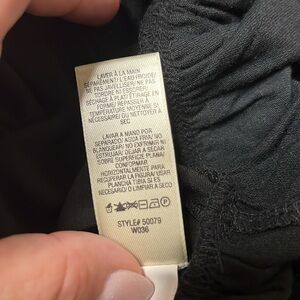 LAVER À LA MAIN
SÉPARÉMENT/ L'EAU FROIDE/
NE PAS JAVELLISER/ NE PAS
TORDRE NI ESSORER/
SÉCHAGE À PLAT/ ÉTIRAGE EN
FORME/ REPASSER À
TEMPÉRATURE MOYENNE SI
NÉCESSAIRE/ OU NETTOYER À
SEC
LAVAR A MANO POR
SEPARADO/ AGUA FRIA/ NO
BLANQUEAR/ NO EXPRIMIR NI
ESTRUJAR/ DEJAR A SECAR
SOBRE SUPERFICIE PLANA/
CONFORMAR
HORIZONTALMENTE PARA
RECUPERAR LA FIGURA/ USAR
PLANCHA TIBIA SI ES
NECESARIO/ O LIMPIAR A SECO
STYLE# 50079
W036